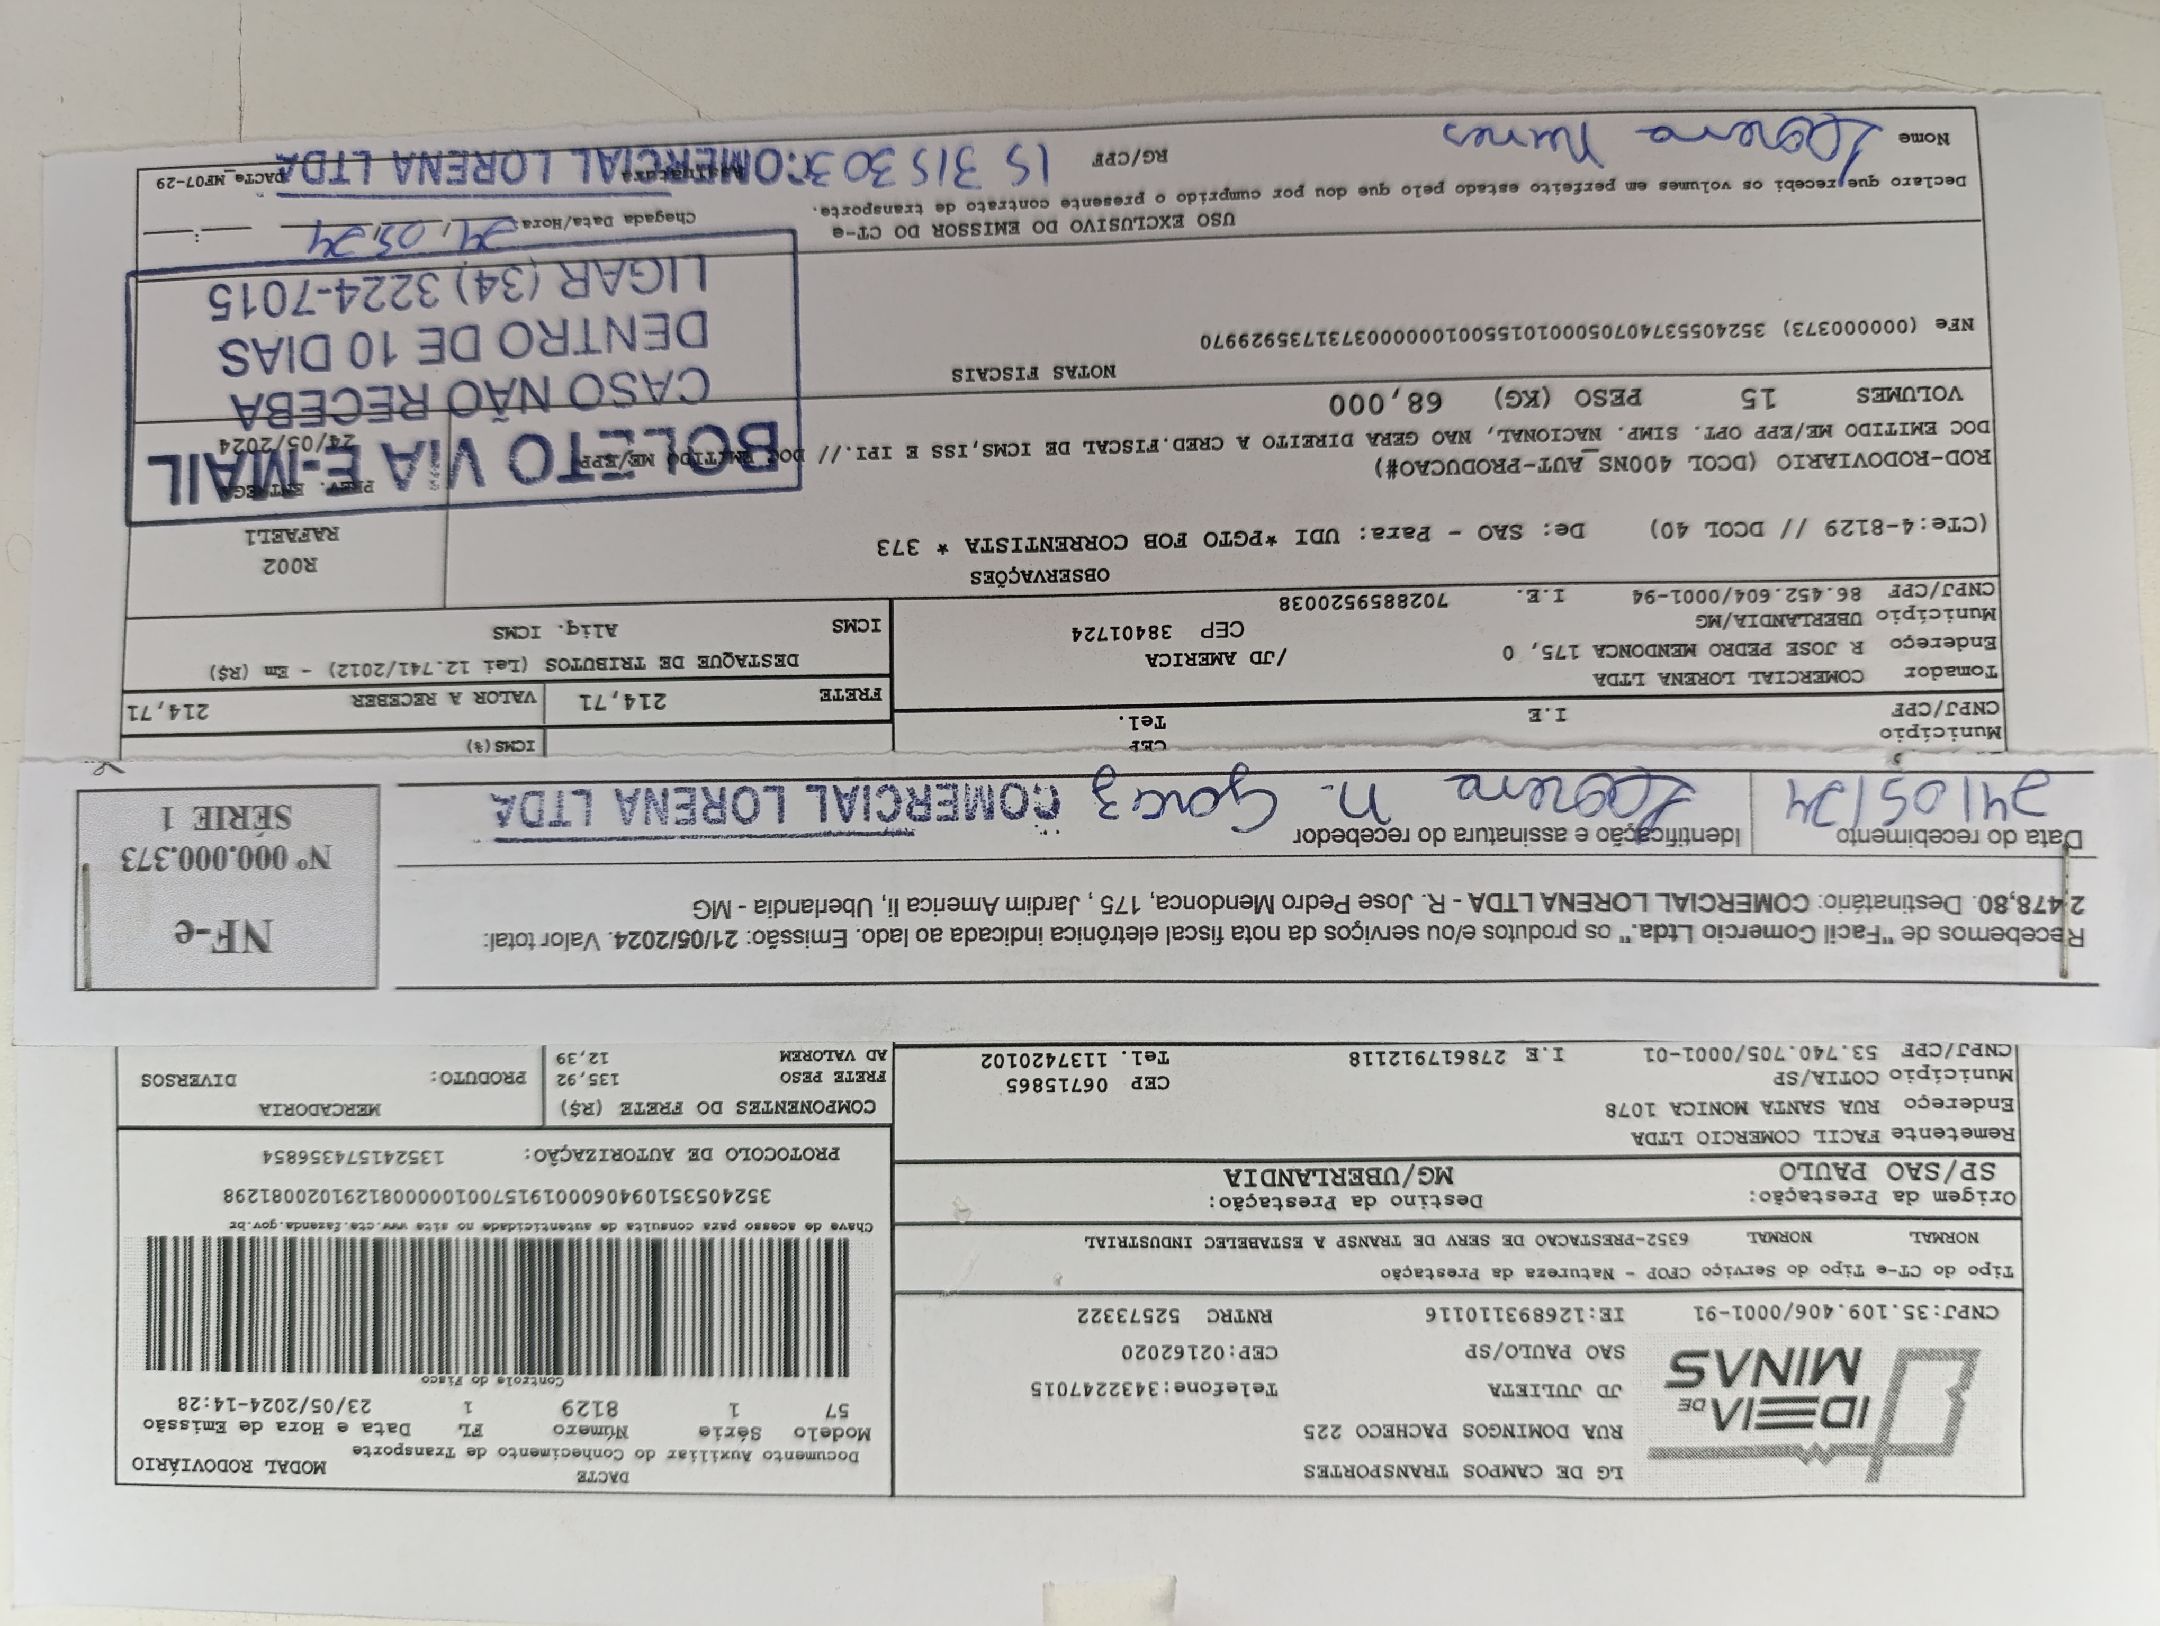 IDEIA DE MINAS
LG DE CAMPOS TRANSPORTES
RUA DOMINGOS PACHECO 225
JD JULIETA Telefone:3432247015
SAO PAULO/SP CEP:02162020
CNPJ:35.109.406/0001-91 IE:126893110116 RNTRC 52573322
DACTE MODAL RODOVIÁRIO
Documento Auxiliar do Conhecimento de Transporte
Modelo Série Número FL Data e Hora de Emissão
57 1 8129 1 23/05/2024-14:28
Controle do Fisco
Tipo do CT-e Tipo do Serviço CFOP - Natureza da Prestação
NORMAL NORMAL 6352-PRESTACAO DE SERV DE TRANSP A ESTABELEC INDUSTRIAL
Chave de acesso para consulta de autenticidade no site www.cte.fazenda.gov.br
35240535109406000191570010000081291020081298
Origem da Prestação: Destino da Prestação:
SP/SAO PAULO MG/UBERLANDIA
PROTOCOLO DE AUTORIZAÇÃO: 135241574356854
Remetente FACIL COMERCIO LTDA
Endereço RUA SANTA MONICA 1078
Município COTIA/SP CEP 06715865
CNPJ/CPF 53.740.705/0001-01 I.E 278617912118 Tel. 1137420102
COMPONENTES DO FRETE (R$) MERCADORIA
FRETE PESO 135,92 PRODUTO: DIVERSOS
AD VALOREM 12,39
Recebemos de "Facil Comercio Ltda." os produtos e/ou serviços da nota fiscal eletrônica indicada ao lado. Emissão: 21/05/2024. Valor total:
2.478,80. Destinatário: COMERCIAL LORENA LTDA - R. Jose Pedro Mendonca, 175 , Jardim America Ii, Uberlandia - MG
NF-e
Nº 000.000.373
SÉRIE 1
Data do recebimento Identificação e assinatura do recebedor
24/05/24 Lorena N. COMERCIAL LORENA LTDA
Município CEP
CNPJ/CPF I.E Tel.
ICMS(%)
FRETE 214,71 VALOR A RECEBER 214,71
Tomador COMERCIAL LORENA LTDA
Endereço R JOSE PEDRO MENDONCA 175, 0 /JD AMERICA
Município UBERLANDIA/MG CEP 38401724
CNPJ/CPF 86.452.604/0001-94 I.E. 7028859520038
DESTAQUE DE TRIBUTOS (Lei 12.741/2012) - Em (R$)
ICMS Aliq. ICMS
OBSERVAÇÕES
(CTe:4-8129 // DCOL 40) De: SAO - Para: UDI *PGTO FOB CORRENTISTA * 373
ROD-RODOVIARIO (DCOL 400NS_AUT-PRODUCAO#)
DOC EMITIDO ME/EPP OPT. SIMP. NACIONAL, NAO GERA DIREITO A CRED.FISCAL DE ICMS,ISS E IPI.// DOC EMITIDO ME/EPP
R002
RAFAEL1
PREV. ENTREGA
24/05/2024
VOLUMES 15 PESO (KG) 68,000
NOTAS FISCAIS
NFe (000000373) 35240553740705000101550010000003731735929970
BOLETO VIA E-MAIL
CASO NÃO RECEBA
DENTRO DE 10 DIAS
LIGAR (34) 3224-7015
USO EXCLUSIVO DO EMISSOR DO CT-e
Declaro que recebi os volumes em perfeito estado pelo que dou por cumprido o presente contrato de transporte.
Chegada Data/Hora: 24,05,24
Nome Lorena Nunes RG/CPF 15 315 303 Assinatura COMERCIAL LORENA LTDA
DACTe_MF07-29